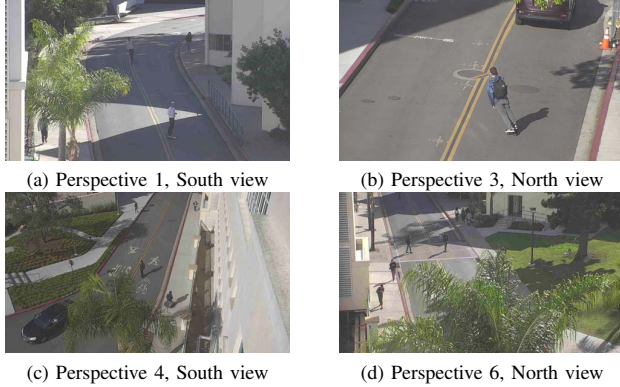 (a) Perspective 1, South view
(b) Perspective 3, North view
(c) Perspective 4, South view
(d) Perspective 6, North view